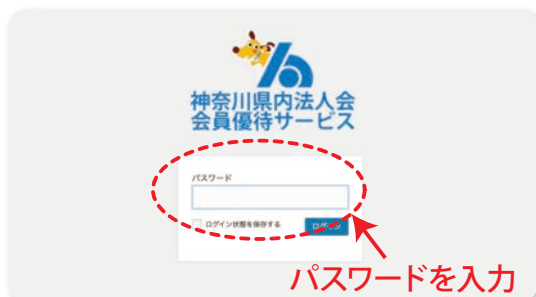 神奈川県内法人会
会員優待サービス
パスワード
ログイン状態を保存する
ログイン
パスワードを入力